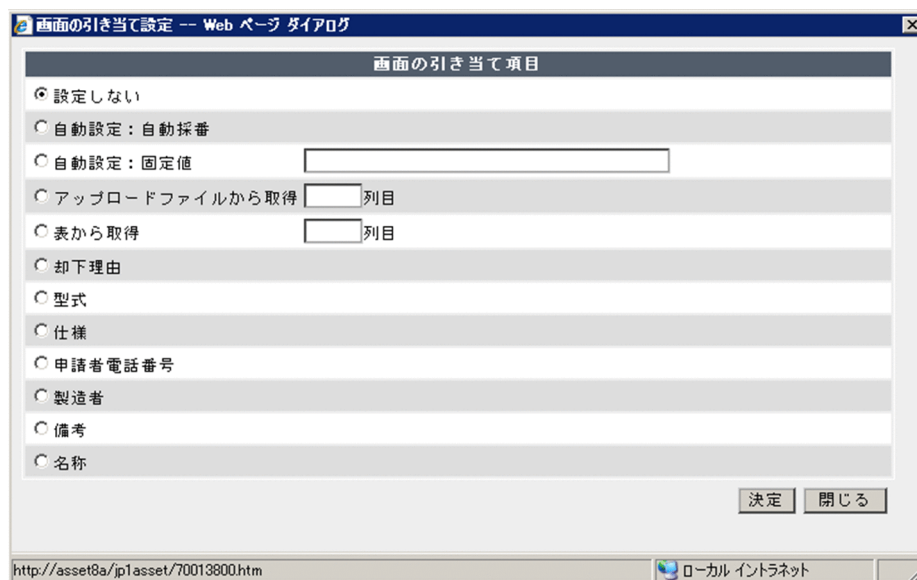 画面の引き当て設定 -- Web ページ ダイアログ
画面の引き当て項目
設定しない
自動設定：自動採番
自動設定：固定値
アップロードファイルから取得 列目
表から取得 列目
却下理由
型式
仕様
申請者電話番号
製造者
備考
名称
決定 閉じる
http://asset8a/jp1asset/70013800.htm ローカル イントラネット